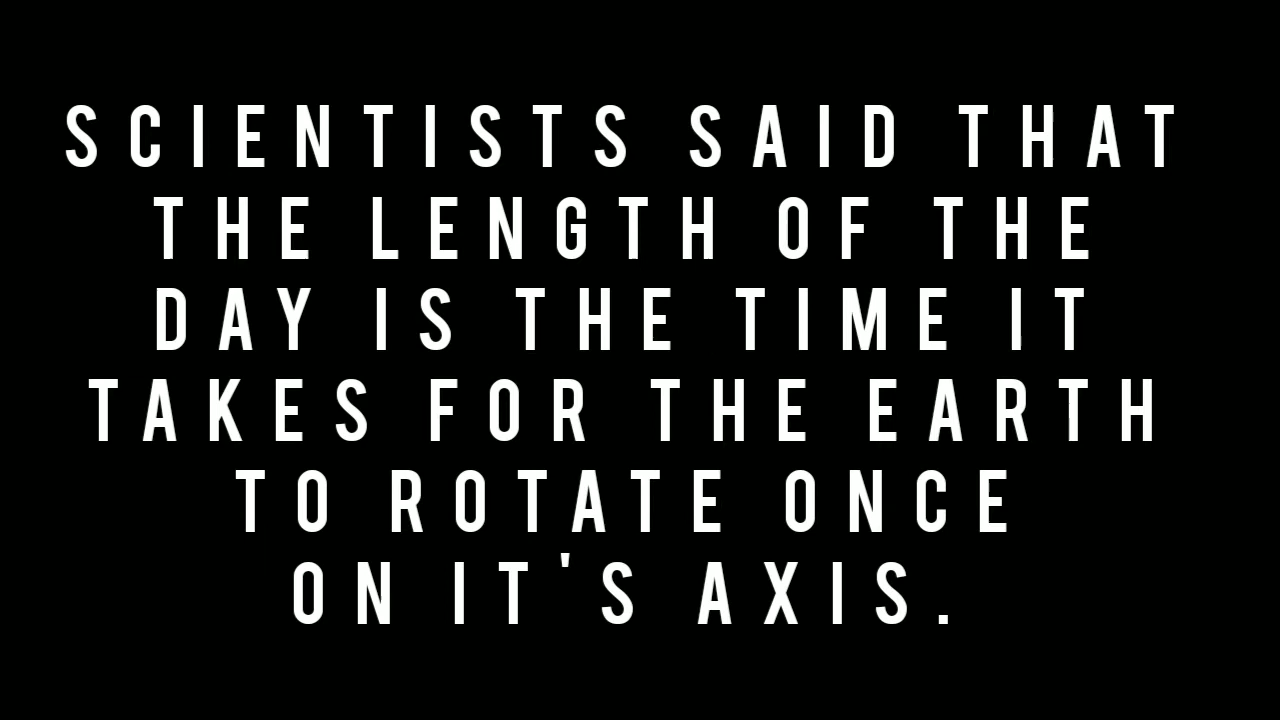 SCIENTISTS SAID THAT
THE LENGTH OF THE
DAY IS THE TIME IT
TAKES FOR THE EARTH
TO ROTATE ONCE
ON IT'S AXIS.